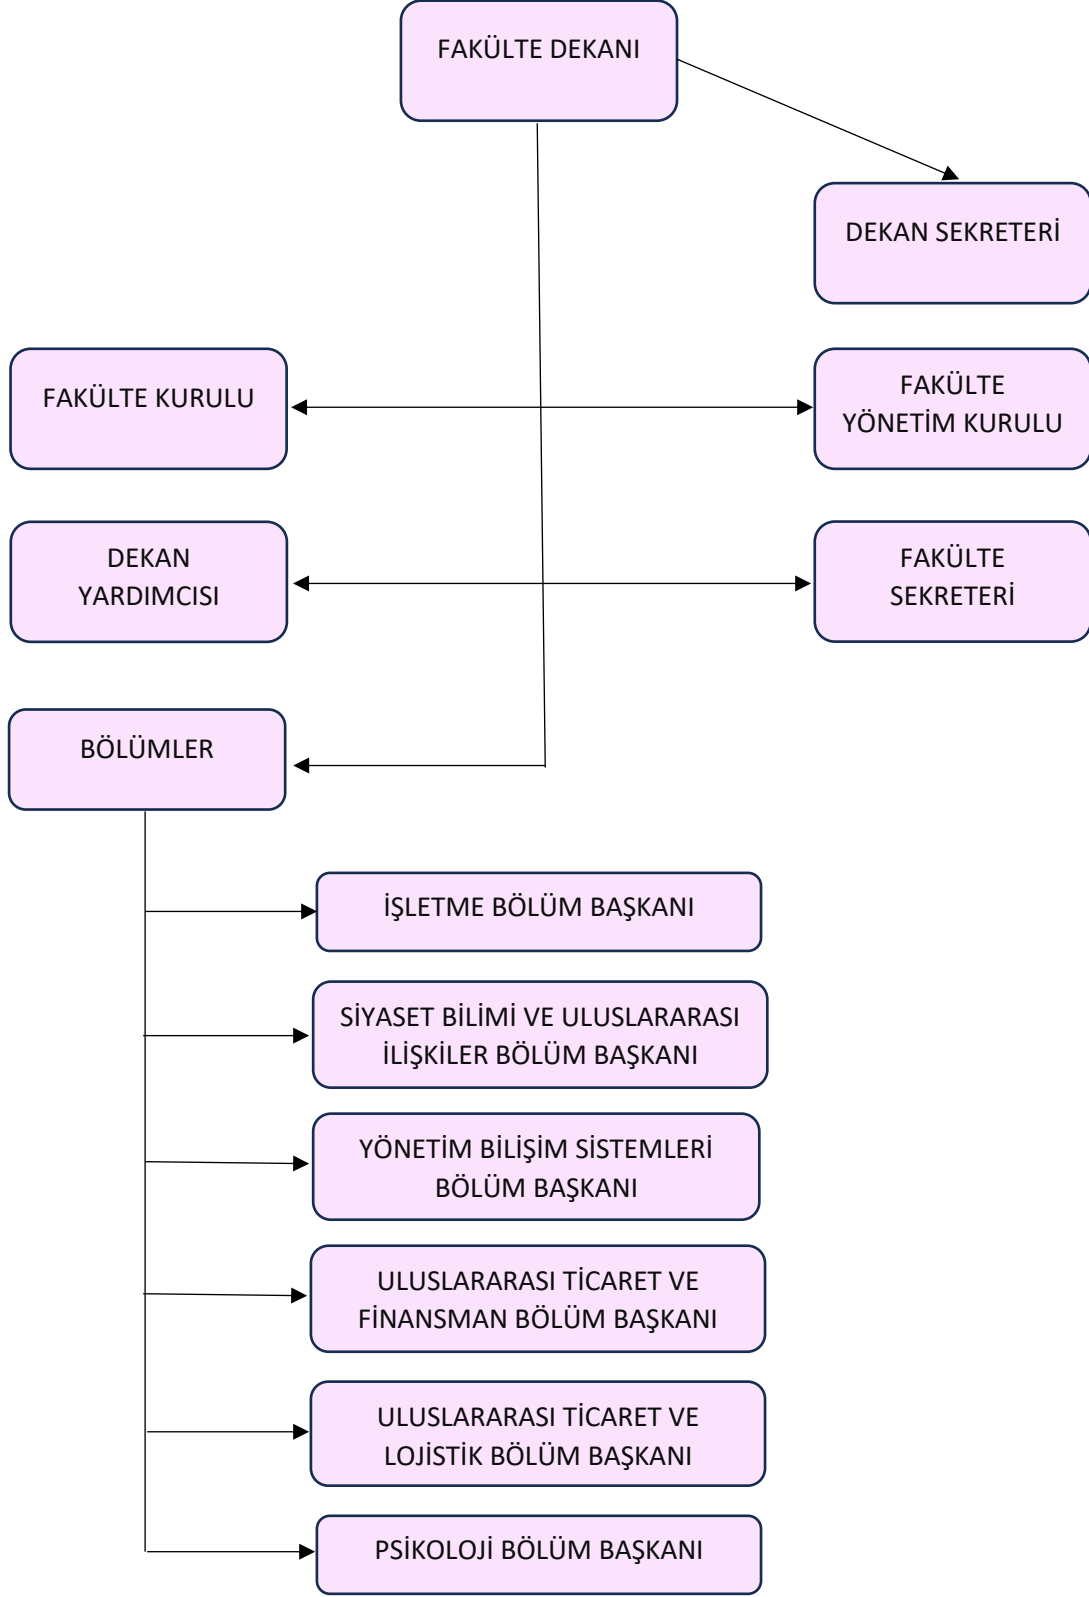 FAKÜLTE DEKANI
DEKAN SEKRETERİ
FAKÜLTE KURULU
FAKÜLTE
YÖNETİM KURULU
DEKAN
YARDIMCISI
FAKÜLTE
SEKRETERİ
BÖLÜMLER
İŞLETME BÖLÜM BAŞKANI
SİYASET BİLİMİ VE ULUSLARARASI
İLİŞKİLER BÖLÜM BAŞKANI
YÖNETİM BİLİŞİM SİSTEMLERİ
BÖLÜM BAŞKANI
ULUSLARARASI TİCARET VE
FİNANSMAN BÖLÜM BAŞKANI
ULUSLARARASI TİCARET VE
LOJİSTİK BÖLÜM BAŞKANI
PSİKOLOJİ BÖLÜM BAŞKANI